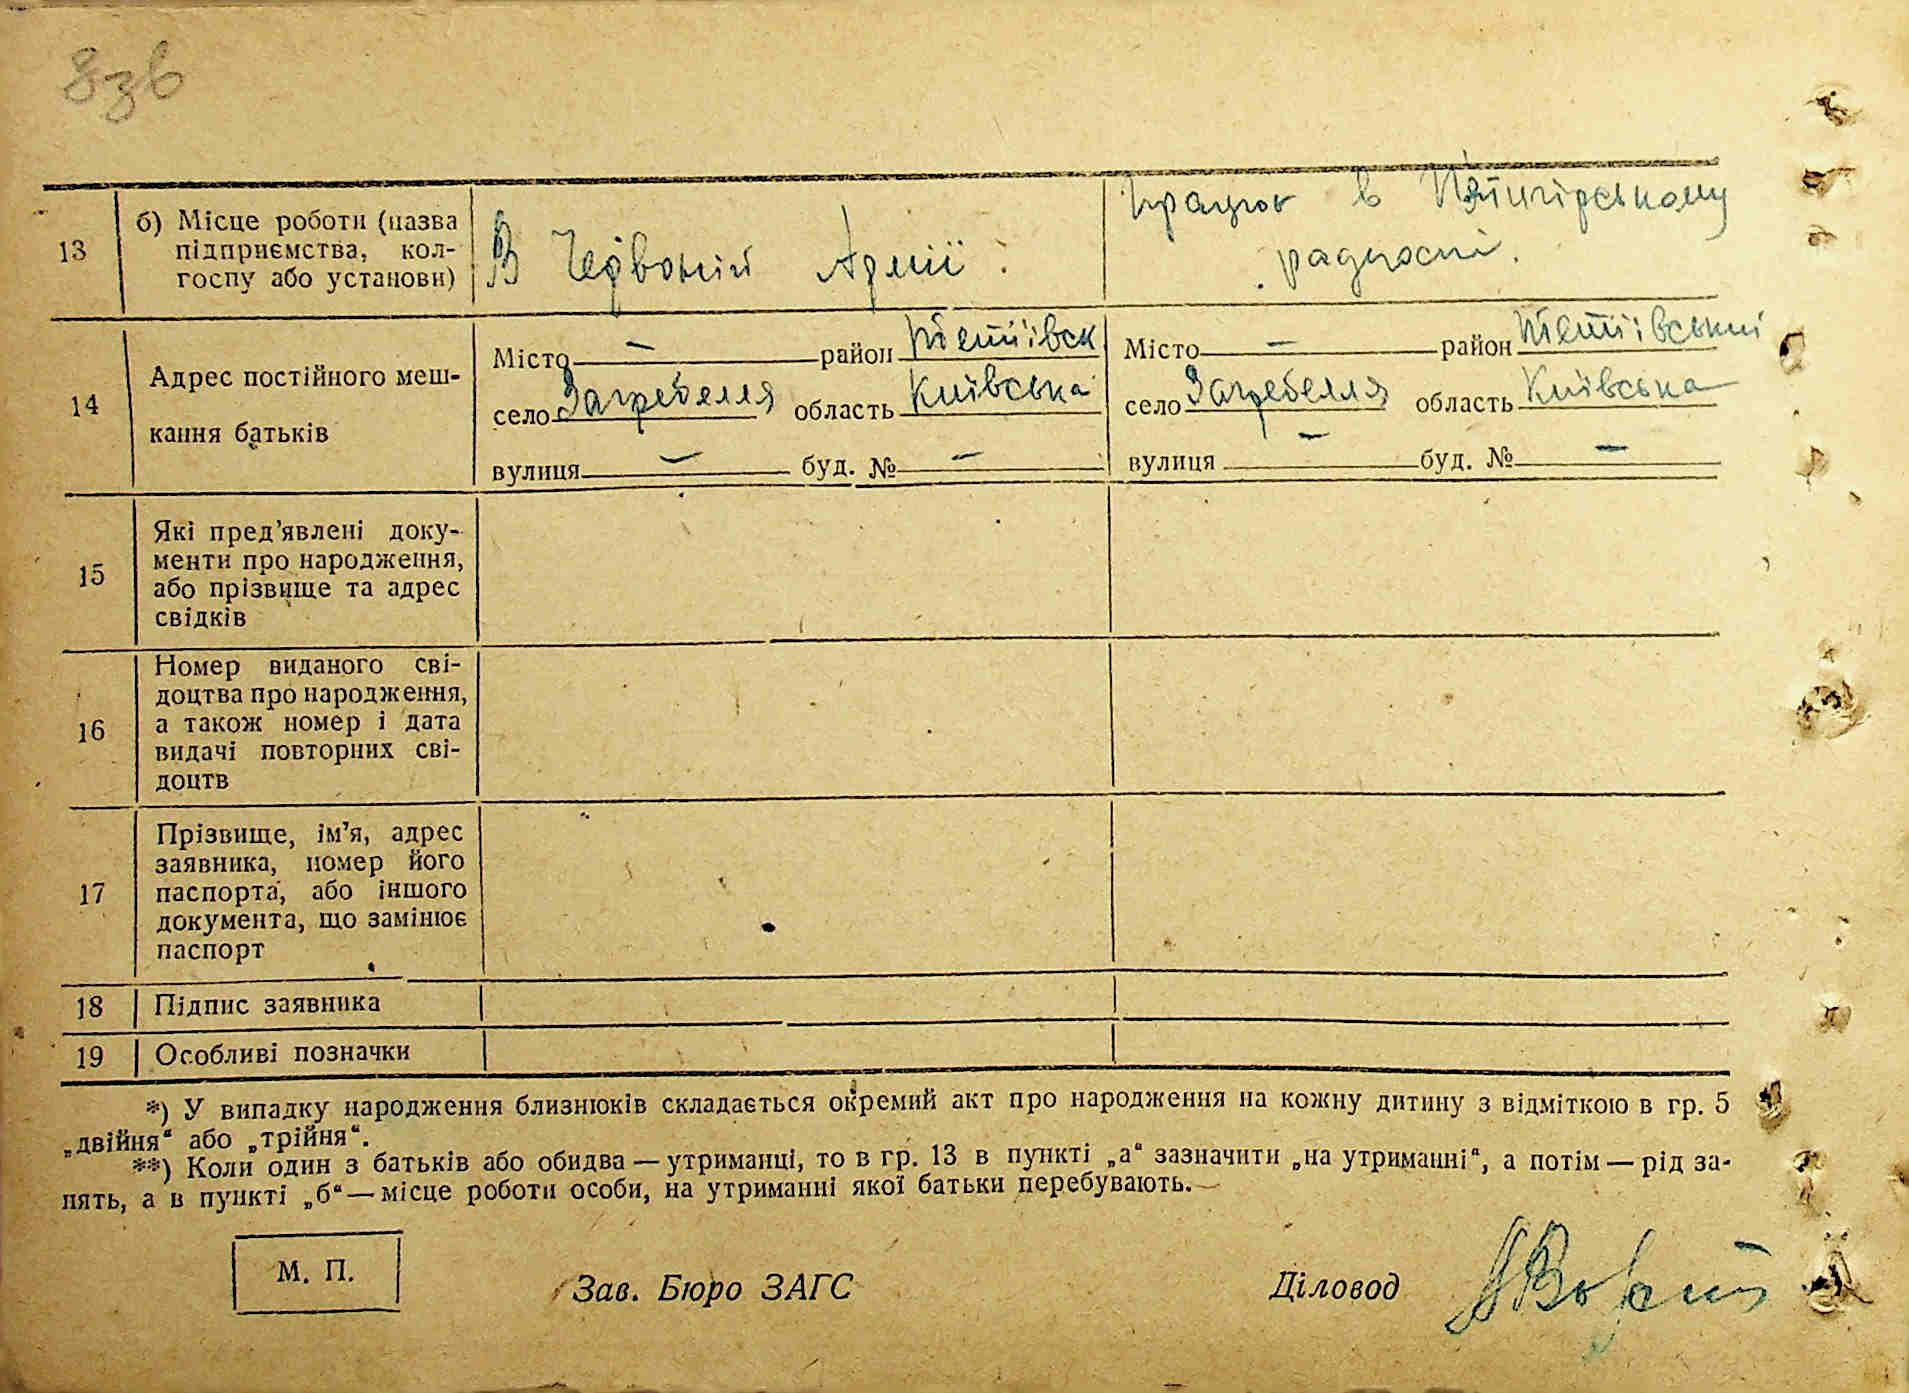 8зв
13
б) Місце роботи (назва
підприємства, кол-
госпу або установи)
В Червоній Армії
Працює в П'ятигірському
радгоспі.
14
Адрес постійного меш-
кання батьків
Місто — район Тетіївськ
село Загребелля область Київська
вулиця — буд. № —
Місто — район Тетіївський
село Загребелля область Київська
вулиця — буд. № —
15
Які пред’явлені доку-
менти про народження,
або прізвище та адрес
свідків
16
Номер виданого сві-
доцтва про народження,
а також номер і дата
видачі повторних сві-
доцтв
17
Прізвище, ім’я, адрес
заявника, номер його
паспорта, або іншого
документа, що замінює
паспорт
18
Підпис заявника
19
Особливі позначки
*) У випадку народження близнюків складається окремий акт про народження на кожну дитину з відміткою в гр. 5
„двійня“ або „трійня“.
**) Коли один з батьків або обидва — утриманці, то в гр. 13 в пункті „а“ зазначити „на утриманні“, а потім — рід за-
нять, а в пункті „б“ — місце роботи особи, на утриманні якої батьки перебувають.
М. П.
Зав. Бюро ЗАГС
Діловод